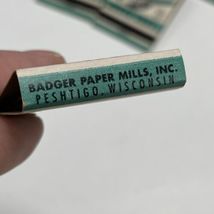 BADGER PAPER MILLS, INC.
PESHTIGO, WISCONSIN